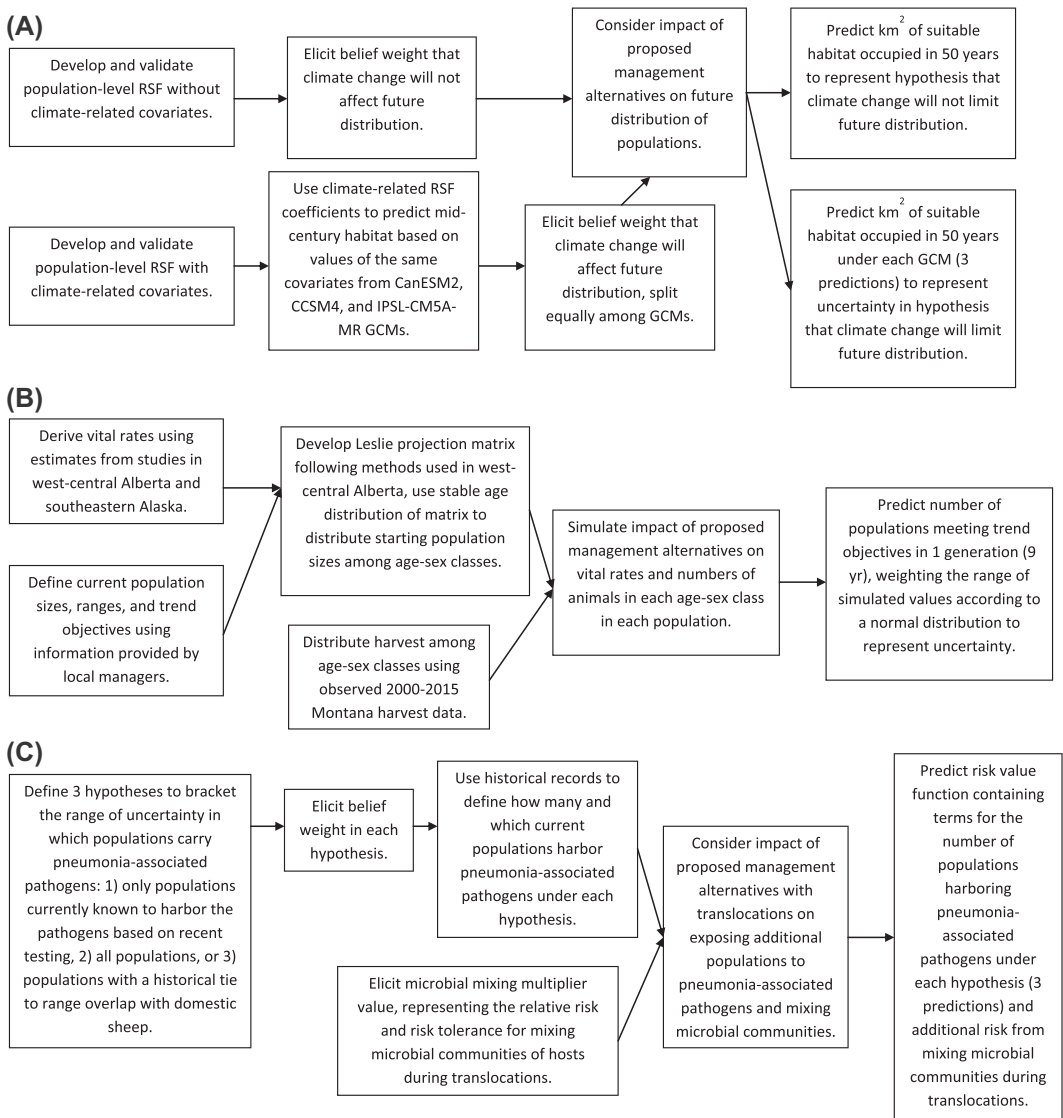 (A)
Develop and validate
population-level RSF without
climate-related covariates.
Elicit belief weight that
climate change will not
affect future
distribution.
Consider impact of
proposed
management
alternatives on future
distribution of
populations.
Predict km2 of suitable
habitat occupied in 50 years
to represent hypothesis that
climate change will not limit
future distribution.
Develop and validate
population-level RSF with
climate-related covariates.
Use climate-related RSF
coefficients to predict mid-
century habitat based on
values of the same
covariates from CanESM2,
CCSM4, and IPSL-CM5A-
MR GCMs.
Elicit belief weight that
climate change will
affect future
distribution, split
equally among GCMs.
Predict km2 of suitable
habitat occupied in 50 years
under each GCM (3
predictions) to represent
uncertainty in hypothesis
that climate change will limit
future distribution.
(B)
Derive vital rates using
estimates from studies in
west-central Alberta and
southeastern Alaska.
Define current population
sizes, ranges, and trend
objectives using
information provided by
local managers.
Develop Leslie projection matrix
following methods used in west-
central Alberta, use stable age
distribution of matrix to
distribute starting population
sizes among age-sex classes.
Distribute harvest among
age-sex classes using
observed 2000-2015
Montana harvest data.
Simulate impact of proposed
management alternatives on
vital rates and numbers of
animals in each age-sex class
in each population.
Predict number of
populations meeting trend
objectives in 1 generation (9
yr), weighting the range of
simulated values according to
a normal distribution to
represent uncertainty.
(C)
Define 3 hypotheses to bracket
the range of uncertainty in
which populations carry
pneumonia-associated
pathogens: 1) only populations
currently known to harbor the
pathogens based on recent
testing, 2) all populations, or 3)
populations with a historical tie
to range overlap with domestic
sheep.
Elicit belief
weight in each
hypothesis.
Use historical records to
define how many and
which current
populations harbor
pneumonia-associated
pathogens under each
hypothesis.
Elicit microbial mixing multiplier
value, representing the relative risk
and risk tolerance for mixing
microbial communities of hosts
during translocations.
Consider impact of
proposed management
alternatives with
translocations on
exposing additional
populations to
pneumonia-associated
pathogens and mixing
microbial communities.
Predict risk value
function containing
terms for the
number of
populations
harboring
pneumonia-
associated
pathogens under
each hypothesis (3
predictions) and
additional risk from
mixing microbial
communities during
translocations.